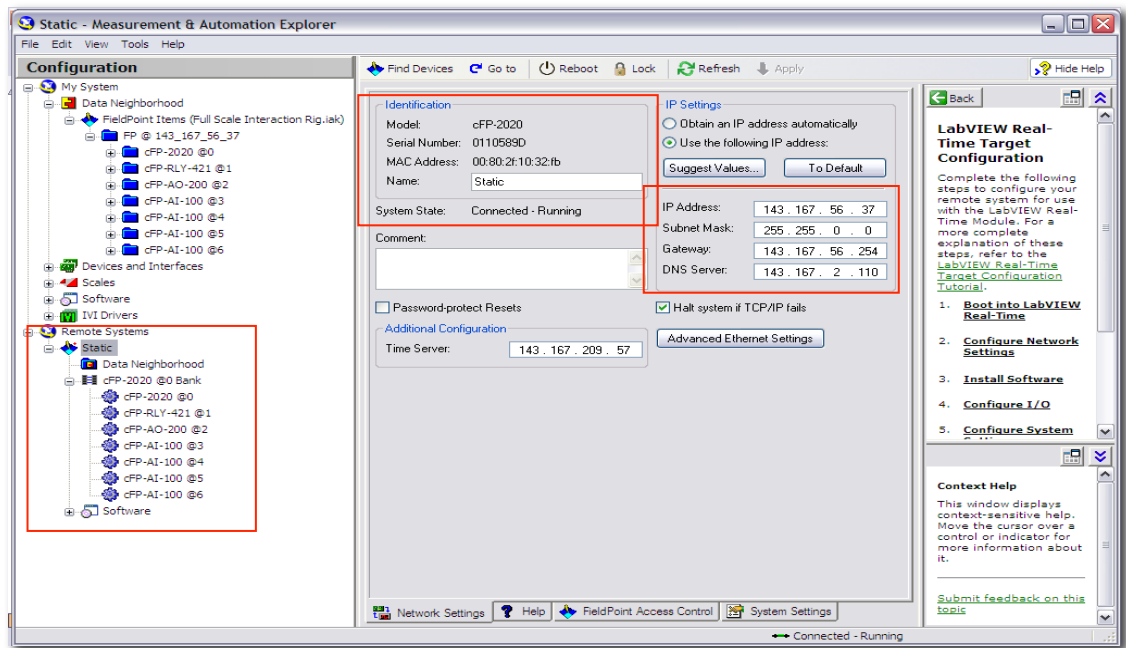 Static - Measurement & Automation Explorer
File Edit View Tools Help
Configuration
My System
Data Neighborhood
FieldPoint Items (Full Scale Interaction Rig.iak)
FP @ 143_167_56_37
cFP-2020 @0
cFP-RLY-421 @1
cFP-AO-200 @2
cFP-AI-100 @3
cFP-AI-100 @4
cFP-AI-100 @5
cFP-AI-100 @6
Devices and Interfaces
Scales
Software
IVI Drivers
Remote Systems
Static
Data Neighborhood
cFP-2020 @0 Bank
cFP-2020 @0
cFP-RLY-421 @1
cFP-AO-200 @2
cFP-AI-100 @3
cFP-AI-100 @4
cFP-AI-100 @5
cFP-AI-100 @6
Software
Find Devices Go to Reboot Lock Refresh Apply Hide Help
Identification
Model: cFP-2020
Serial Number: 0110589D
MAC Address: 00:80:2f:10:32:fb
Name: Static
System State: Connected - Running
Comment:
Password-protect Resets
Additional Configuration
Time Server: 143 . 167 . 209 . 57
IP Settings
Obtain an IP address automatically
Use the following IP address:
Suggest Values... To Default
IP Address: 143 . 167 . 56 . 37
Subnet Mask: 255 . 255 . 0 . 0
Gateway: 143 . 167 . 56 . 254
DNS Server: 143 . 167 . 2 . 110
Halt system if TCP/IP fails
Advanced Ethernet Settings
Network Settings Help FieldPoint Access Control System Settings
Back
LabVIEW Real-
Time Target
Configuration
Complete the following
steps to configure your
remote system for use
with the LabVIEW Real-
Time Module. For a
more complete
explanation of these
steps, refer to the
LabVIEW Real-Time
Target Configuration
Tutorial.
1. Boot into LabVIEW
Real-Time
2. Configure Network
Settings
3. Install Software
4. Configure I/O
5. Configure System
Context Help
This window displays
context-sensitive help.
Move the cursor over a
control or indicator for
more information about
it.
Submit feedback on this
topic
Connected - Running